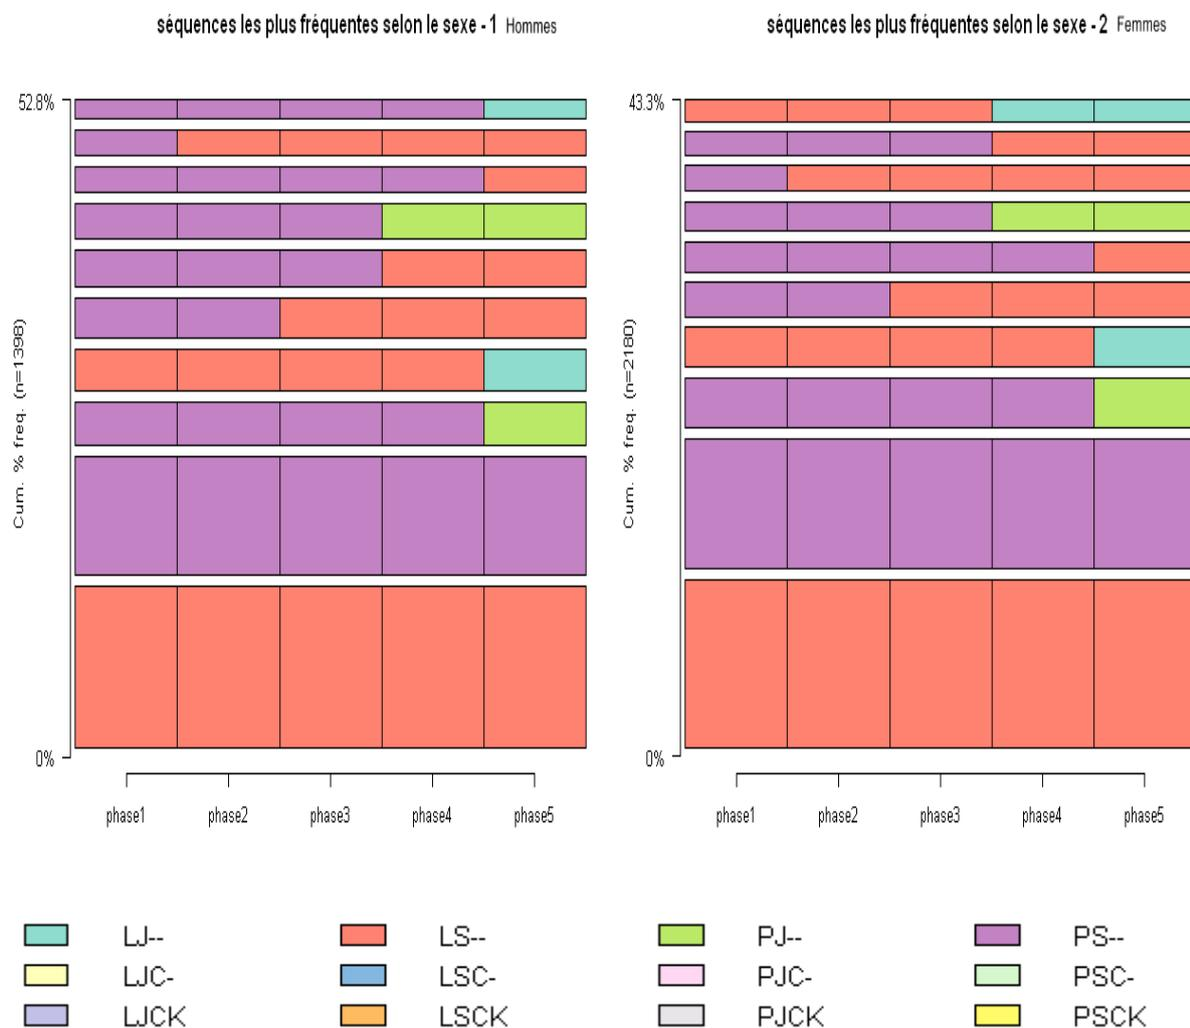 séquences les plus fréquentes selon le sexe - 1 Hommes
52.8%
Cum. % freq. (n=1398)
0%
phase1 phase2 phase3 phase4 phase5
séquences les plus fréquentes selon le sexe - 2 Femmes
43.3%
Cum. % freq. (n=2180)
0%
phase1 phase2 phase3 phase4 phase5
LJ-- LS-- PJ-- PS--
LJC- LSC- PJC- PSC-
LJCK LSCK PJCK PSCK